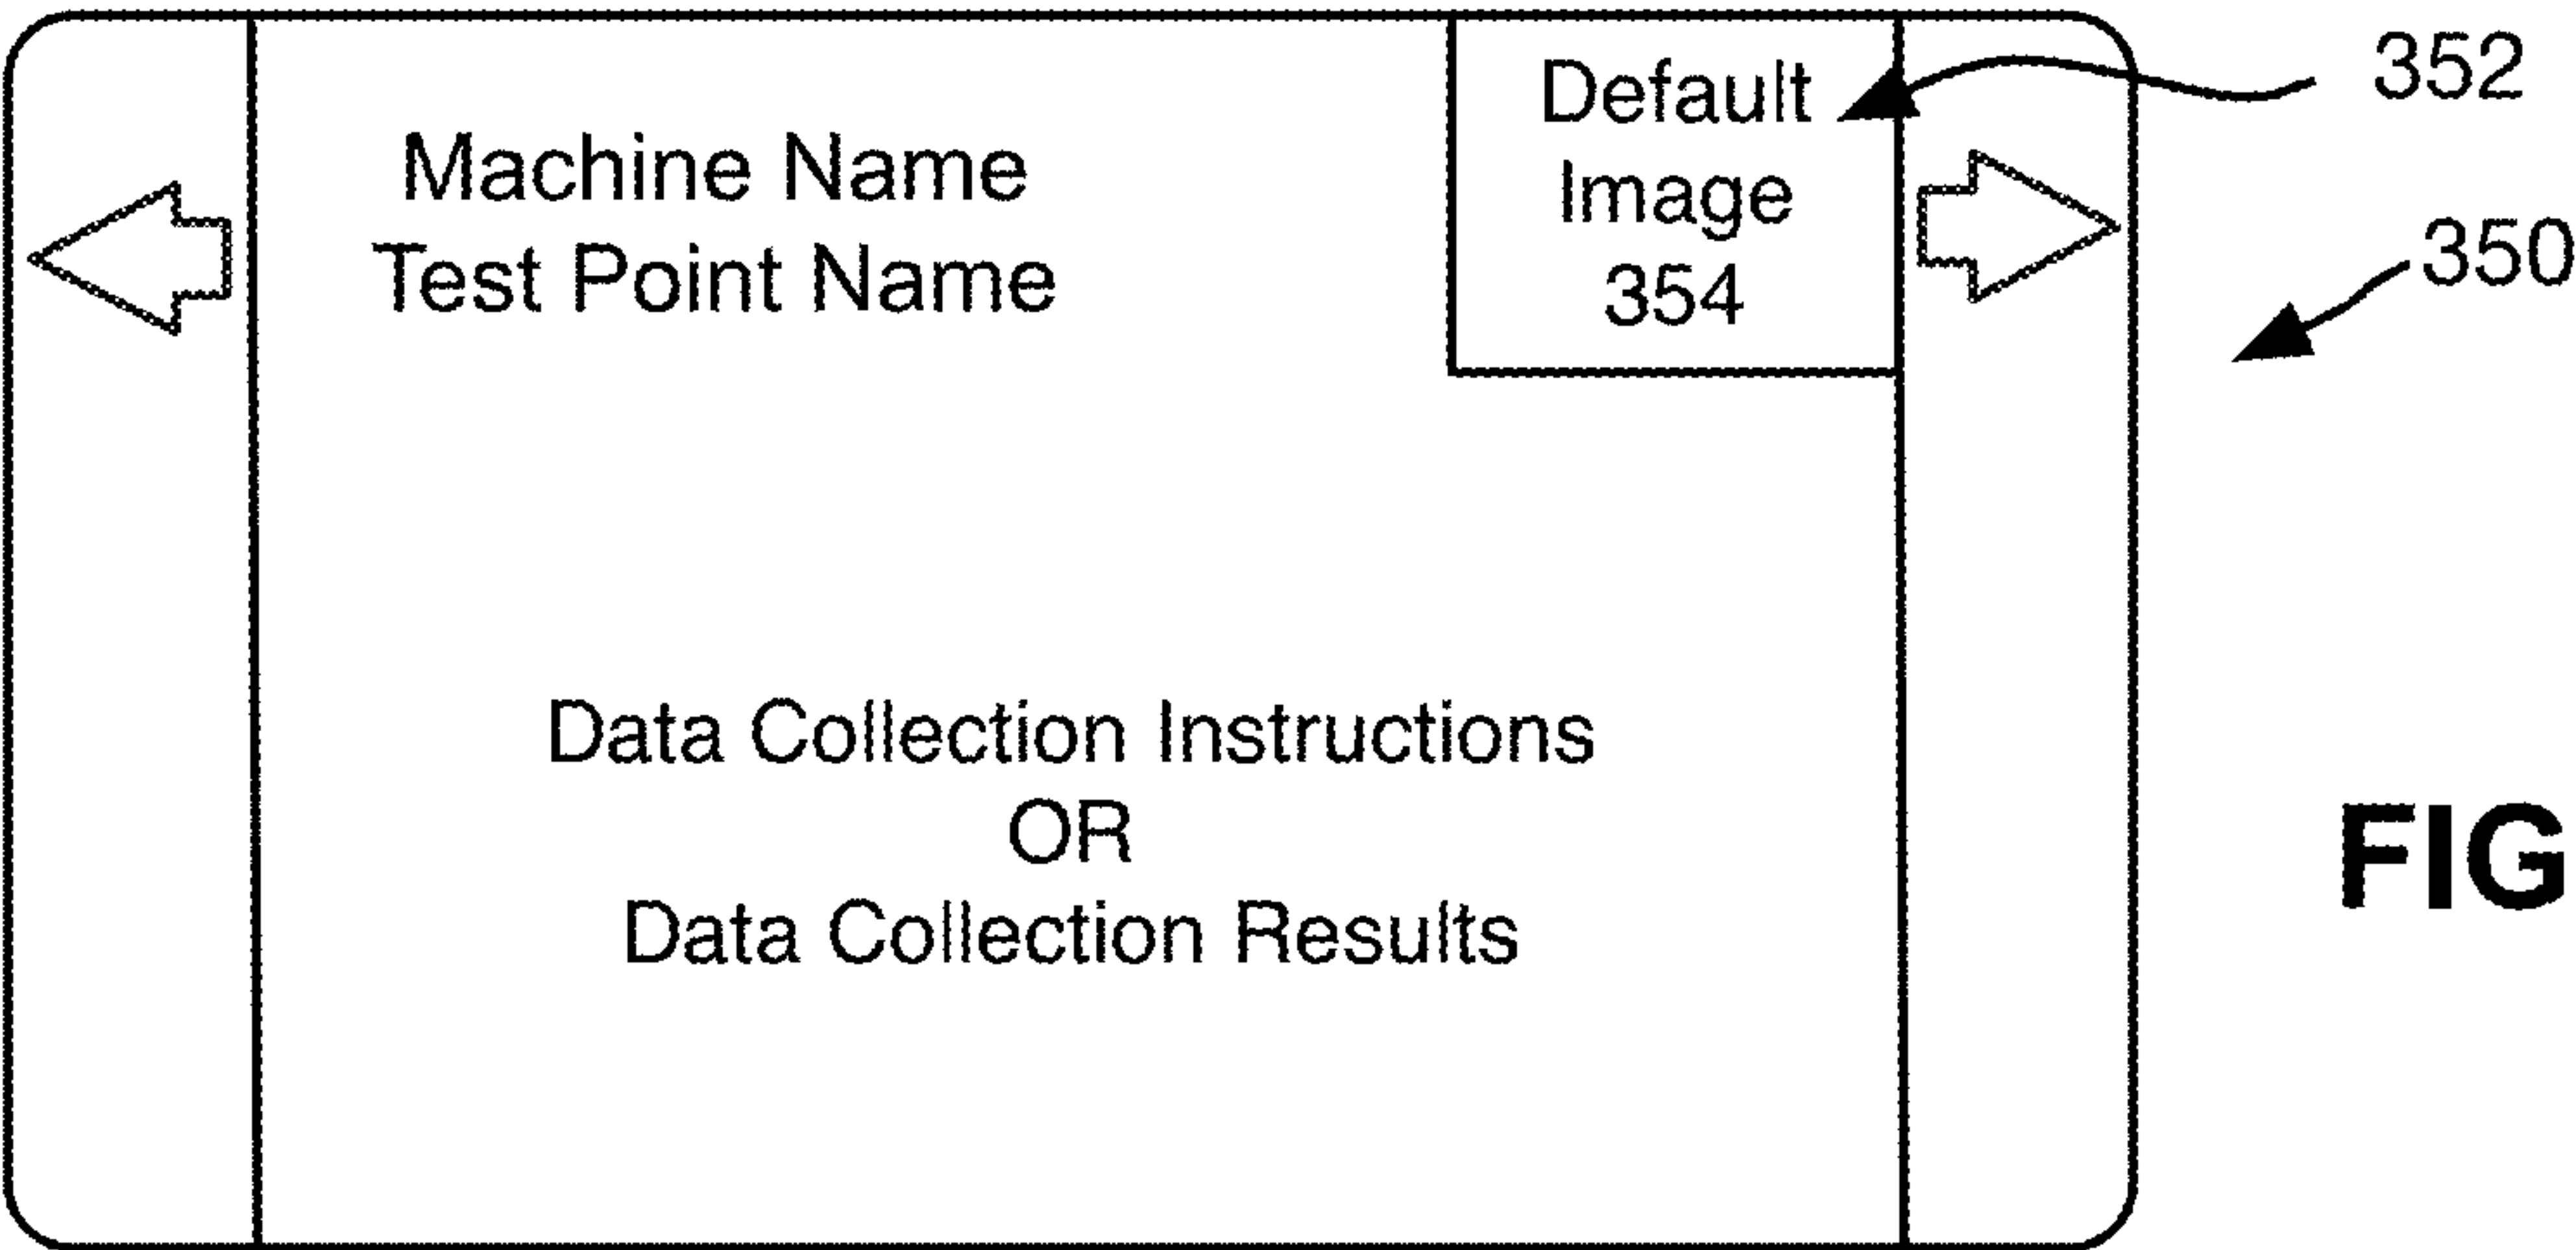 Machine Name
Test Point Name
Default
Image
354
352
350
Data Collection Instructions
OR
Data Collection Results
FIG